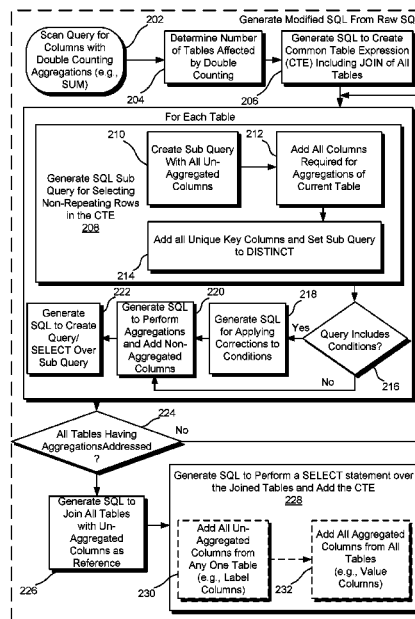 Generate Modified SQL From Raw SQ
202
Scan Query for
Columns with
Double Counting
Aggregations (e.g.,
SUM)
Determine Number
of Tables Affected
by Double
Counting
204
Generate SQL to Create
Common Table Expression
(CTE) Including JOIN of All
Tables
206
For Each Table
Generate SQL Sub
Query for Selecting
Non-Repeating Rows
in the CTE
208
210
Create Sub Query
With All Un-
Aggregated
Columns
212
Add All Columns
Required for
Aggregations of
Current Table
Add all Unique Key Columns and Set Sub Query
to DISTINCT
214
222
Generate
SQL to Create
Query/
SELECT Over
Sub Query
220
Generate SQL
to Perform
Aggregations
and Add Non-
Aggregated
Columns
218
Generate SQL
for Applying
Corrections to
Conditions
Yes
Query Includes
Conditions?
216
No
224
All Tables Having
AggregationsAddressed
?
No
Generate SQL to
Join All Tables
with Un-
Aggregated
Columns as
Reference
226
Generate SQL to Perform a SELECT statement over
the Joined Tables and Add the CTE
228
Add All Un-
Aggregated
Columns from
Any One Table
(e.g., Label
Columns)
230
Add All
Aggregated
Columns from All
Tables
(e.g., Value
Columns)
232